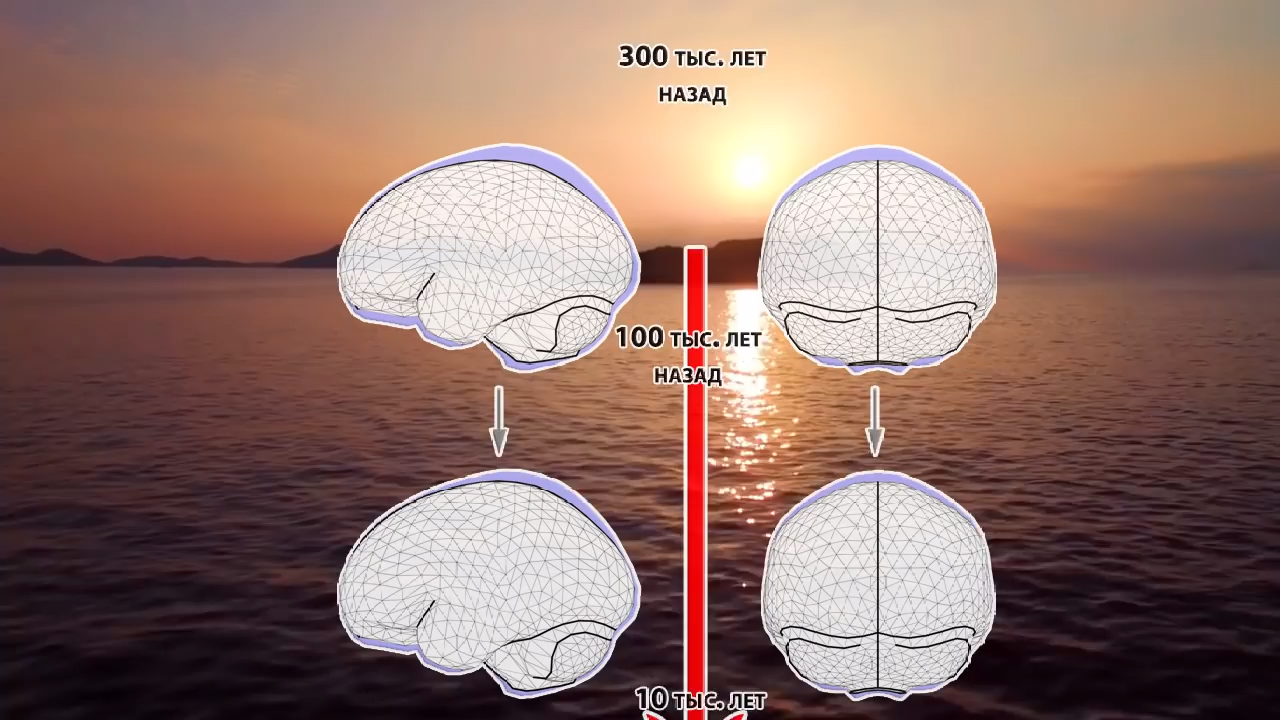 300 тыс. лет
назад
100 тыс. лет
назад
10 тыс. лет